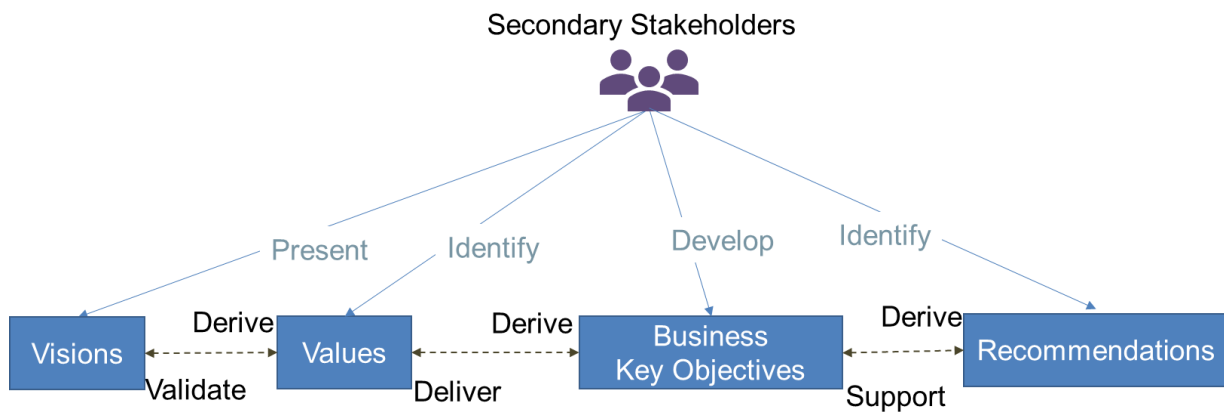 Secondary Stakeholders
Present
Identify
Develop
Identify
Derive
Derive
Derive
Visions
Values
Business
Key Objectives
Recommendations
Validate
Deliver
Support